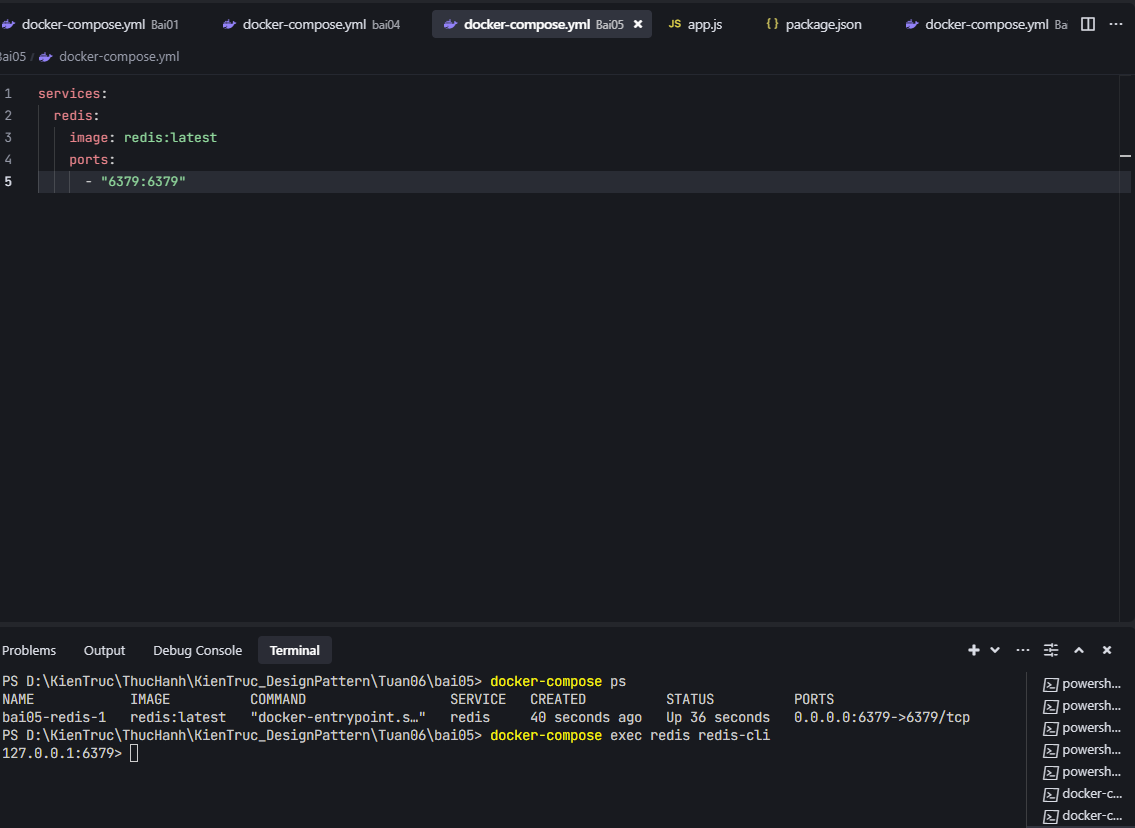 docker-compose.yml Bai01 docker-compose.yml bai04 docker-compose.yml Bai05 JS app.js {} package.json docker-compose.yml Ba
Bai05 / docker-compose.yml
1 services:
2   redis:
3     image: redis:latest
4     ports:
5       - "6379:6379"
Problems Output Debug Console Terminal
PS D:\KienTruc\ThucHanh\KienTruc_DesignPattern\Tuan06\bai05> docker-compose ps
NAME IMAGE COMMAND SERVICE CREATED STATUS PORTS
bai05-redis-1 redis:latest "docker-entrypoint.s…" redis 40 seconds ago Up 36 seconds 0.0.0.0:6379->6379/tcp
PS D:\KienTruc\ThucHanh\KienTruc_DesignPattern\Tuan06\bai05> docker-compose exec redis redis-cli
127.0.0.1:6379>
powersh...
powersh...
powersh...
powersh...
powersh...
docker-c...
docker-c...